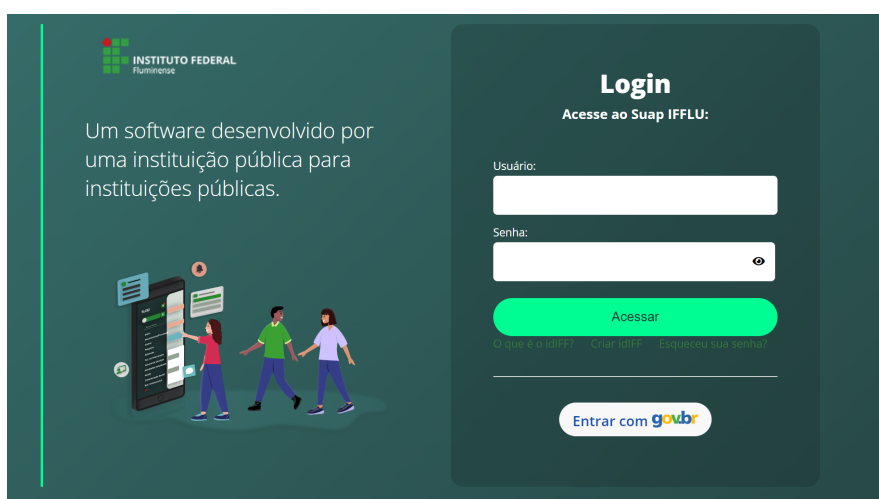 INSTITUTO FEDERAL
Fluminense
Um software desenvolvido por
uma instituição pública para
instituições públicas.
suap
Login
Acesse ao Suap IFFLU:
Usuário:
Senha:
Acessar
O que é o idIFF? Criar idIFF Esqueceu sua senha?
Entrar com gov.br